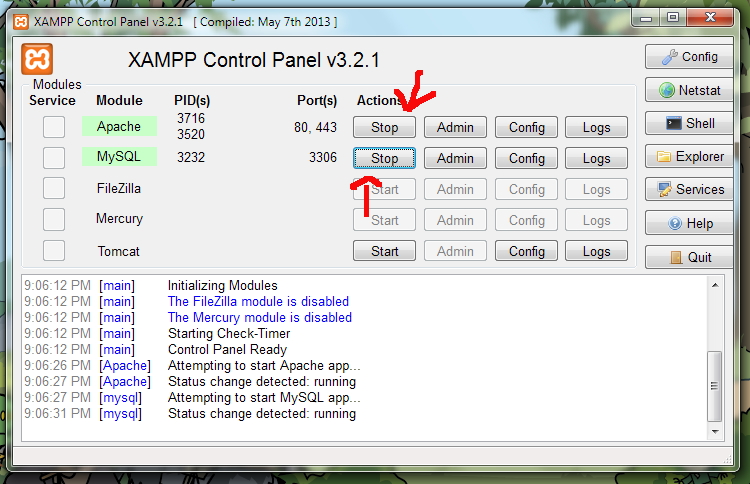 XAMPP Control Panel v3.2.1 [ Compiled: May 7th 2013 ]
XAMPP Control Panel v3.2.1
Config
Modules
Service Module PID(s) Port(s) Actions
Netstat
Apache 3716 3520 80, 443 Stop Admin Config Logs
Shell
MySQL 3232 3306 Stop Admin Config Logs
Explorer
FileZilla Start Admin Config Logs
Services
Mercury Start Admin Config Logs
Help
Tomcat Start Admin Config Logs
Quit
9:06:12 PM [main] Initializing Modules
9:06:12 PM [main] The FileZilla module is disabled
9:06:12 PM [main] The Mercury module is disabled
9:06:12 PM [main] Starting Check-Timer
9:06:12 PM [main] Control Panel Ready
9:06:26 PM [Apache] Attempting to start Apache app...
9:06:27 PM [Apache] Status change detected: running
9:06:27 PM [mysql] Attempting to start MySQL app...
9:06:31 PM [mysql] Status change detected: running